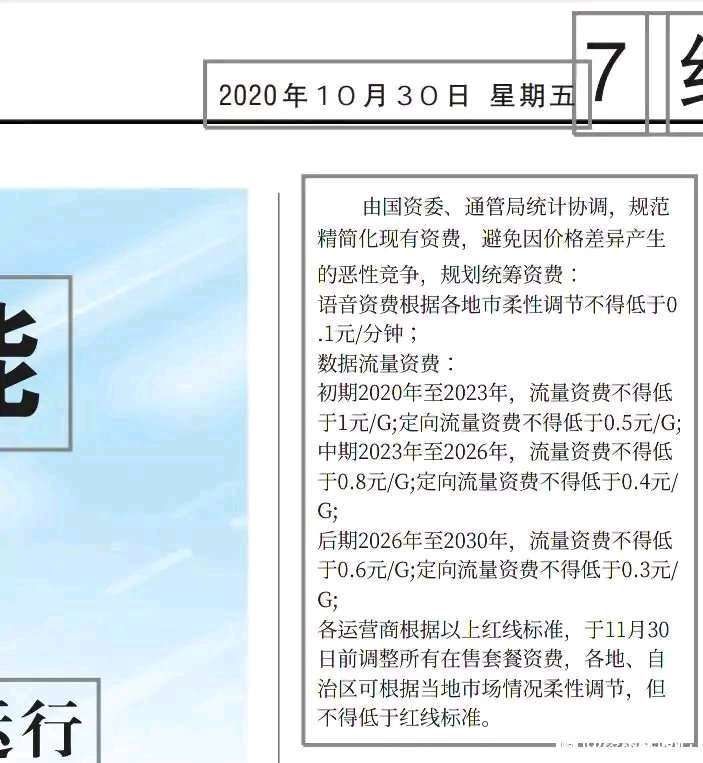 2020年10月30日 星期五
7
能
由国资委、通管局统计协调，规范
精简化现有资费，避免因价格差异产生
的恶性竞争，规划统筹资费：
语音资费根据各地市柔性调节不得低于0
.1元/分钟；
数据流量资费：
初期2020年至2023年，流量资费不得低
于1元/G;定向流量资费不得低于0.5元/G;
中期2023年至2026年，流量资费不得低
于0.8元/G;定向流量资费不得低于0.4元/
G;
后期2026年至2030年，流量资费不得低
于0.6元/G;定向流量资费不得低于0.3元/
G;
各运营商根据以上红线标准，于11月30
日前调整所有在售套餐资费，各地、自
治区可根据当地市场情况柔性调节，但
不得低于红线标准。
运行